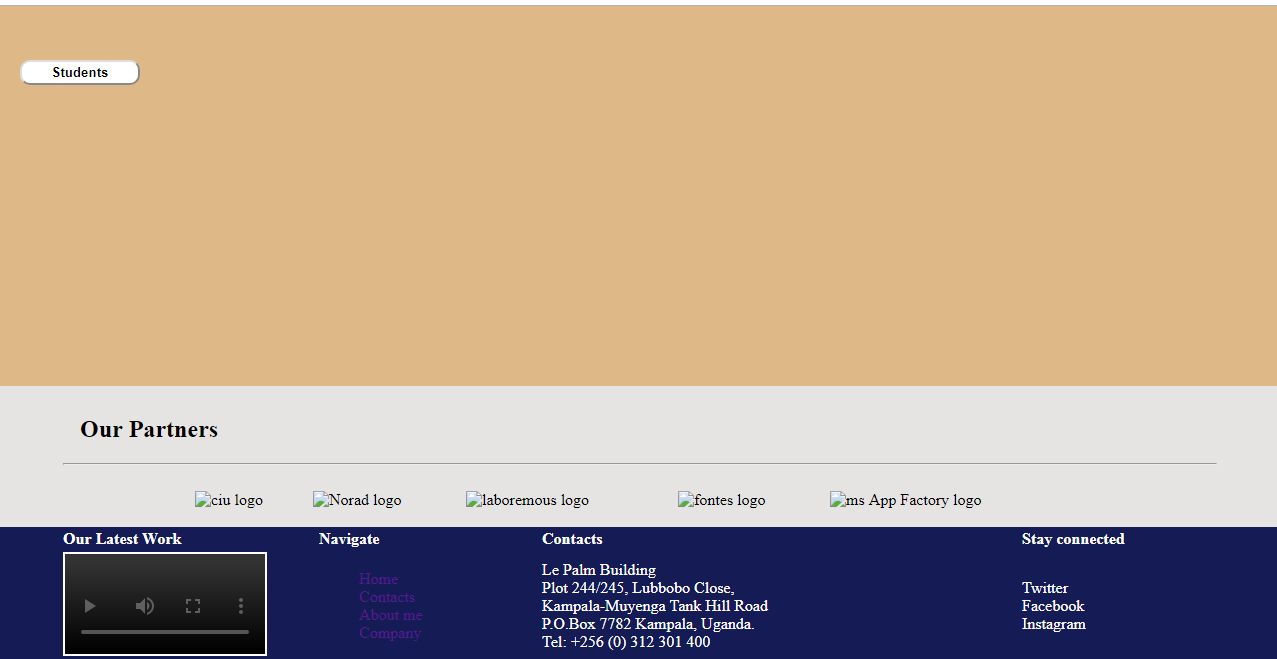 Students
Our Partners
ciu logo
Norad logo
laboremous logo
fontes logo
ms App Factory logo
Our Latest Work
Navigate
Home
Contacts
About me
Company
Contacts
Le Palm Building
Plot 244/245, Lubbobo Close,
Kampala-Muyenga Tank Hill Road
P.O.Box 7782 Kampala, Uganda.
Tel: +256 (0) 312 301 400
Stay connected
Twitter
Facebook
Instagram